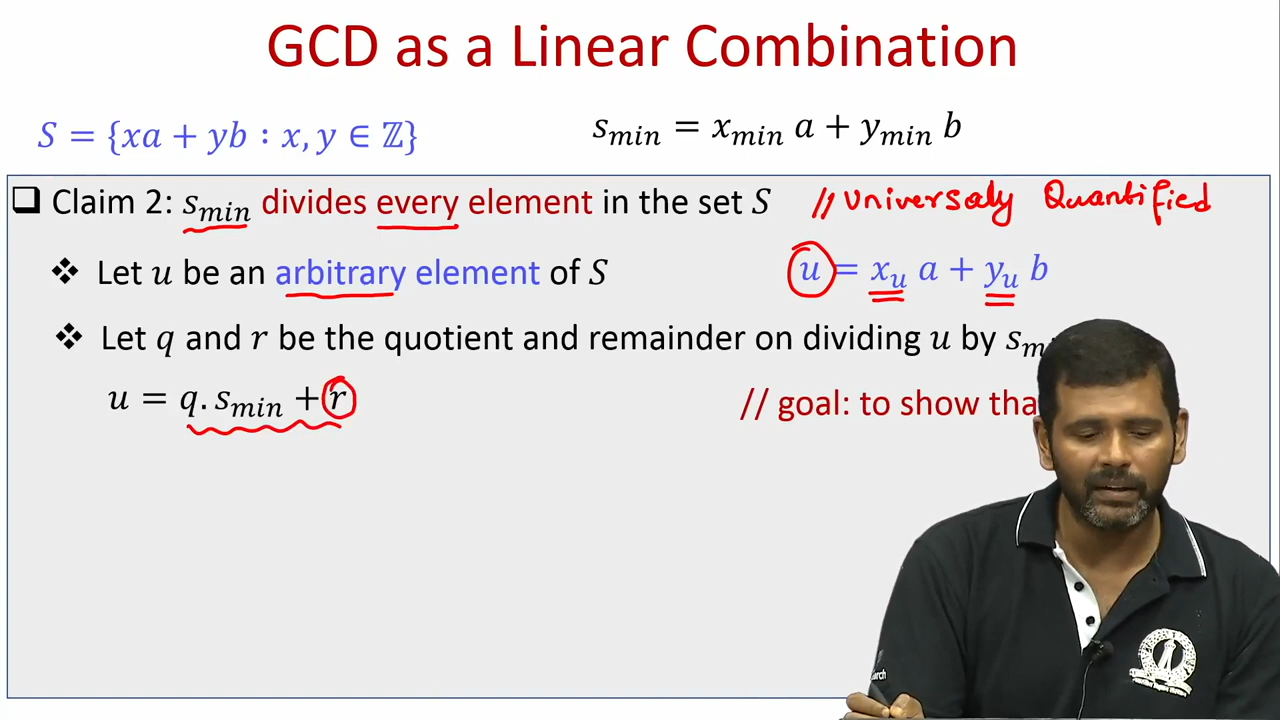 GCD as a Linear Combination
S = {xa + yb : x, y ∈ ℤ}
s_min = x_min a + y_min b
❑ Claim 2: s_min divides every element in the set S // Universaly Quantified
❖ Let u be an arbitrary element of S
u = x_u a + y_u b
❖ Let q and r be the quotient and remainder on dividing u by
u = q. s_min + r
// goal: to show